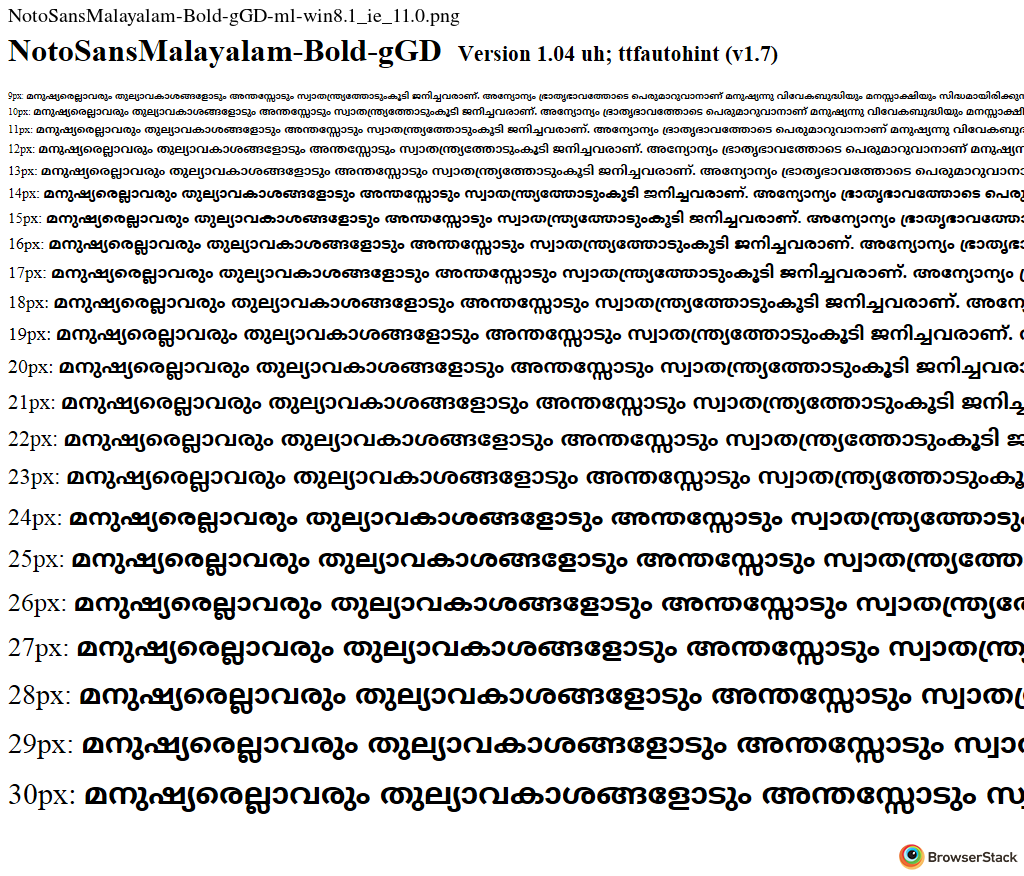 NotoSansMalayalam-Bold-gGD-ml-win8.1_ie_11.0.png
NotoSansMalayalam-Bold-gGD Version 1.04 uh; ttfautohint (v1.7)
9px: മനുഷ്യരെല്ലാവരും തുല്യാവകാശങ്ങളോടും അന്തസ്സോടും സ്വാതന്ത്ര്യത്തോടുംകൂടി ജനിച്ചവരാണ്. അന്യോന്യം ഭ്രാതൃഭാവത്തോടെ പെരുമാറുവാനാണ് മനുഷ്യന്നു വിവേകബുദ്ധിയും മനസ്സാക്ഷിയും സിദ്ധമായിരിക്കുന
10px: മനുഷ്യരെല്ലാവരും തുല്യാവകാശങ്ങളോടും അന്തസ്സോടും സ്വാതന്ത്ര്യത്തോടുംകൂടി ജനിച്ചവരാണ്. അന്യോന്യം ഭ്രാതൃഭാവത്തോടെ പെരുമാറുവാനാണ് മനുഷ്യന്നു വിവേകബുദ്ധിയും മനസ്സാക്ഷി
11px: മനുഷ്യരെല്ലാവരും തുല്യാവകാശങ്ങളോടും അന്തസ്സോടും സ്വാതന്ത്ര്യത്തോടുംകൂടി ജനിച്ചവരാണ്. അന്യോന്യം ഭ്രാതൃഭാവത്തോടെ പെരുമാറുവാനാണ് മനുഷ്യന്നു വിവേകബു
12px: മനുഷ്യരെല്ലാവരും തുല്യാവകാശങ്ങളോടും അന്തസ്സോടും സ്വാതന്ത്ര്യത്തോടുംകൂടി ജനിച്ചവരാണ്. അന്യോന്യം ഭ്രാതൃഭാവത്തോടെ പെരുമാറുവാനാണ് മനുഷ്യന
13px: മനുഷ്യരെല്ലാവരും തുല്യാവകാശങ്ങളോടും അന്തസ്സോടും സ്വാതന്ത്ര്യത്തോടുംകൂടി ജനിച്ചവരാണ്. അന്യോന്യം ഭ്രാതൃഭാവത്തോടെ പെരുമാറുവാനാ
14px: മനുഷ്യരെല്ലാവരും തുല്യാവകാശങ്ങളോടും അന്തസ്സോടും സ്വാതന്ത്ര്യത്തോടുംകൂടി ജനിച്ചവരാണ്. അന്യോന്യം ഭ്രാതൃഭാവത്തോടെ പെരു
15px: മനുഷ്യരെല്ലാവരും തുല്യാവകാശങ്ങളോടും അന്തസ്സോടും സ്വാതന്ത്ര്യത്തോടുംകൂടി ജനിച്ചവരാണ്. അന്യോന്യം ഭ്രാതൃഭാവത്തോ
16px: മനുഷ്യരെല്ലാവരും തുല്യാവകാശങ്ങളോടും അന്തസ്സോടും സ്വാതന്ത്ര്യത്തോടുംകൂടി ജനിച്ചവരാണ്. അന്യോന്യം ഭ്രാതൃഭാ
17px: മനുഷ്യരെല്ലാവരും തുല്യാവകാശങ്ങളോടും അന്തസ്സോടും സ്വാതന്ത്ര്യത്തോടുംകൂടി ജനിച്ചവരാണ്. അന്യോന്യം
18px: മനുഷ്യരെല്ലാവരും തുല്യാവകാശങ്ങളോടും അന്തസ്സോടും സ്വാതന്ത്ര്യത്തോടുംകൂടി ജനിച്ചവരാണ്. അന്യോ
19px: മനുഷ്യരെല്ലാവരും തുല്യാവകാശങ്ങളോടും അന്തസ്സോടും സ്വാതന്ത്ര്യത്തോടുംകൂടി ജനിച്ചവരാണ്.
20px: മനുഷ്യരെല്ലാവരും തുല്യാവകാശങ്ങളോടും അന്തസ്സോടും സ്വാതന്ത്ര്യത്തോടുംകൂടി ജനിച്ചവരാ
21px: മനുഷ്യരെല്ലാവരും തുല്യാവകാശങ്ങളോടും അന്തസ്സോടും സ്വാതന്ത്ര്യത്തോടുംകൂടി ജനിച്ച
22px: മനുഷ്യരെല്ലാവരും തുല്യാവകാശങ്ങളോടും അന്തസ്സോടും സ്വാതന്ത്ര്യത്തോടുംകൂടി ജ
23px: മനുഷ്യരെല്ലാവരും തുല്യാവകാശങ്ങളോടും അന്തസ്സോടും സ്വാതന്ത്ര്യത്തോടുംകൂ
24px: മനുഷ്യരെല്ലാവരും തുല്യാവകാശങ്ങളോടും അന്തസ്സോടും സ്വാതന്ത്ര്യത്തോടും
25px: മനുഷ്യരെല്ലാവരും തുല്യാവകാശങ്ങളോടും അന്തസ്സോടും സ്വാതന്ത്ര്യത്തോ
26px: മനുഷ്യരെല്ലാവരും തുല്യാവകാശങ്ങളോടും അന്തസ്സോടും സ്വാതന്ത്ര്യത്തോ
27px: മനുഷ്യരെല്ലാവരും തുല്യാവകാശങ്ങളോടും അന്തസ്സോടും സ്വാതന്ത്ര്യ
28px: മനുഷ്യരെല്ലാവരും തുല്യാവകാശങ്ങളോടും അന്തസ്സോടും സ്വാത
29px: മനുഷ്യരെല്ലാവരും തുല്യാവകാശങ്ങളോടും അന്തസ്സോടും സ്വാ
30px: മനുഷ്യരെല്ലാവരും തുല്യാവകാശങ്ങളോടും അന്തസ്സോടും സ്വ
BrowserStack